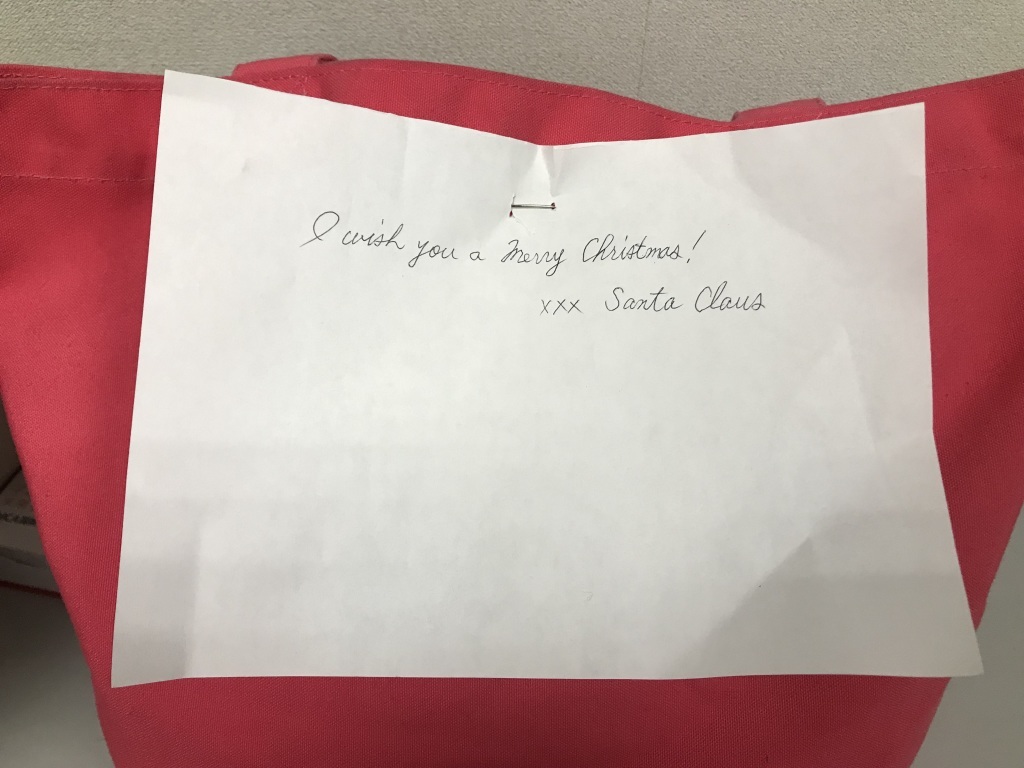 I wish you a Merry Christmas!
xxx Santa Claus